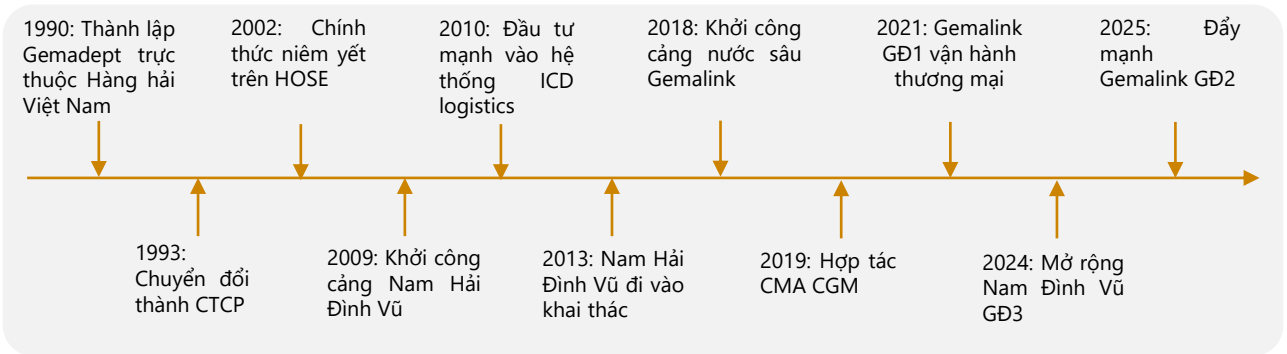 1990: Thành lập
Gemadept trực
thuộc Hàng hải
Việt Nam
2002: Chính
thức niêm yết
trên HOSE
2010: Đầu tư
mạnh vào hệ
thống ICD
logistics
2018: Khởi công
cảng nước sâu
Gemalink
2021: Gemalink
GĐ1 vận hành
thương mại
2025: Đẩy
mạnh
Gemalink GĐ2
1993:
Chuyển đổi
thành CTCP
2009: Khởi công
cảng Nam Hải
Đình Vũ
2013: Nam Hải
Đình Vũ đi vào
khai thác
2019: Hợp tác
CMA CGM
2024: Mở rộng
Nam Đình Vũ
GĐ3